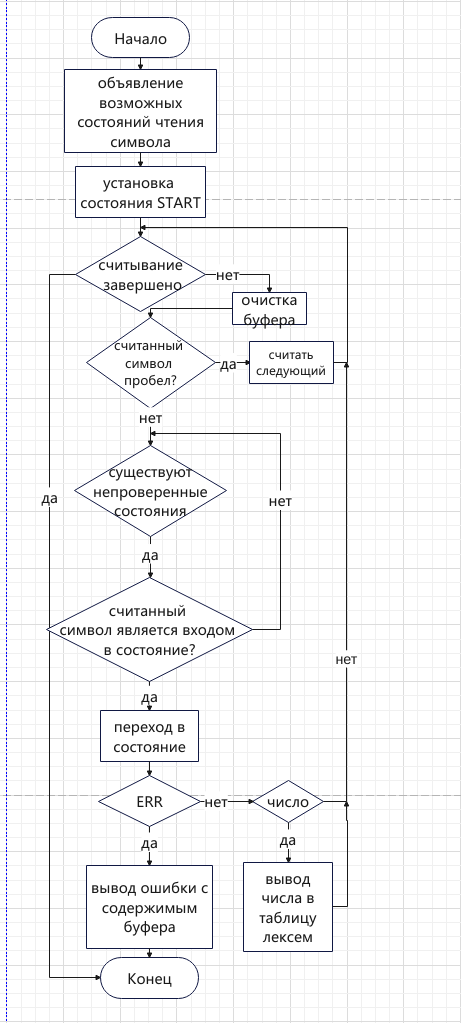 Начало
объявление
возможных
состояний чтения
символа
установка
состояния START
считывание
завершено
нет
очистка
буфера
считанный
символ
пробел?
да
считать
следующий
нет
существуют
непроверенные
состояния
да
нет
да
считанный
символ является входом
в состояние?
нет
да
переход в
состояние
ERR
нет
число
да
да
вывод ошибки с
содержимым
буфера
вывод
числа в
таблицу
лексем
Конец